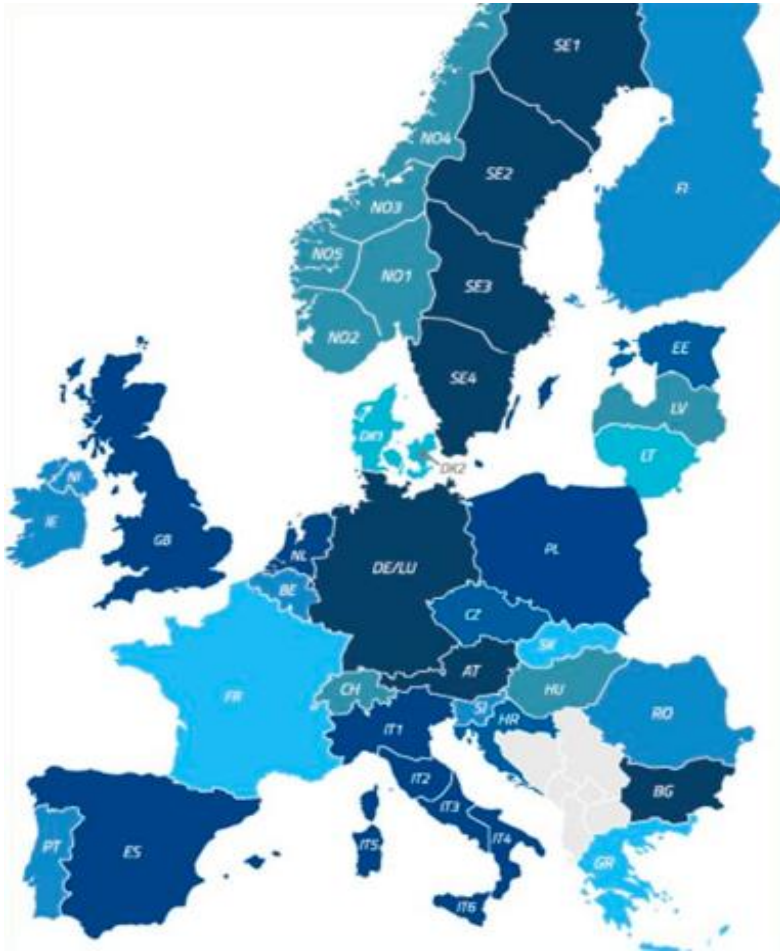 SE1
NO4
SE2
FI
NO3
NO5
NO1
SE3
NO2
EE
SE4
LV
DK1
LT
DK2
NI
IE
GB
NL
PL
DE/LU
BE
CZ
SK
AT
FR
CH
HU
SI
RO
HR
IT1
IT2
BG
IT3
IT4
PT
ES
IT5
GR
IT6